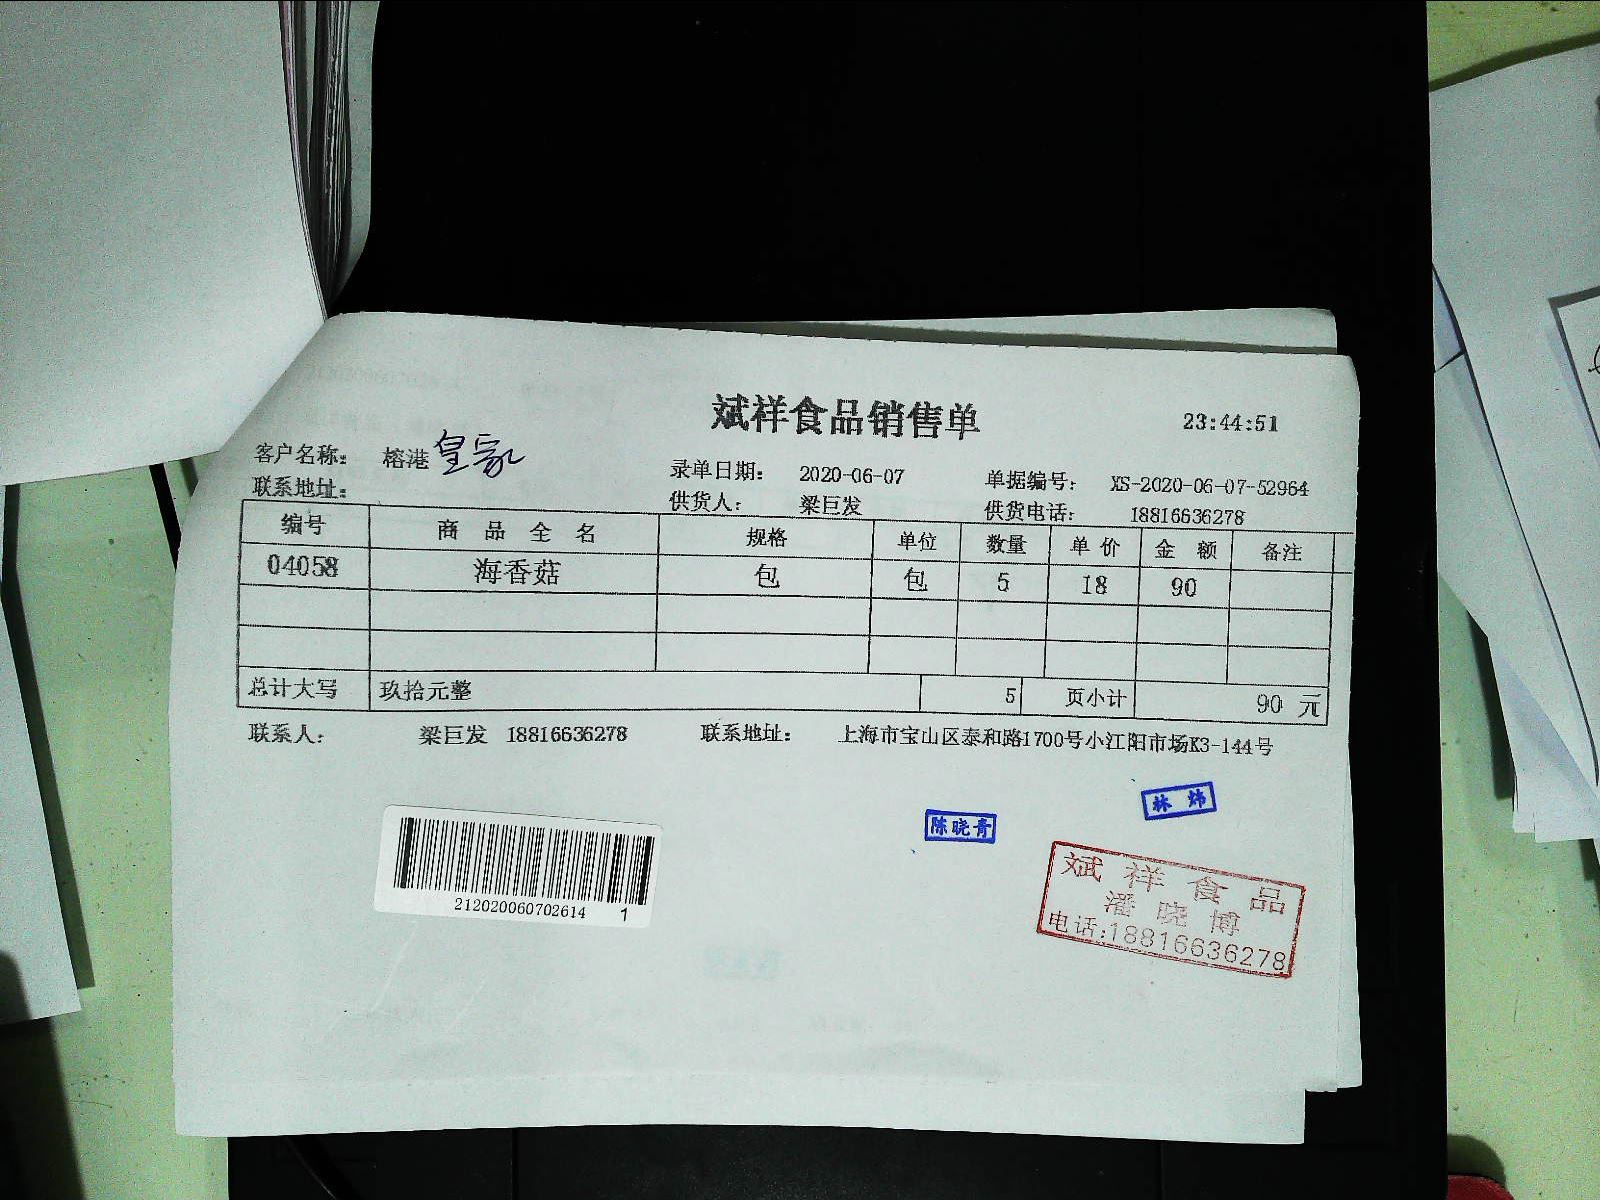 斌祥食品销售单 23:44:51
客户名称: 榕港皇家 录单日期: 2020-06-07 单据编号: XS-2020-06-07-52964
联系地址: 供货人: 梁巨发 供货电话: 18816636278
编号 商品全名 规格 单位 数量 单价 金额 备注
04058 海香菇 包 包 5 18 90
总计大写 玖拾元整 5 页小计 90 元
联系人: 梁巨发 18816636278 联系地址: 上海市宝山区泰和路1700号小江阳市场K3-144号
林炜
陈晓青
212020060702614 1
斌祥食品
潘晓博
电话:18816636278